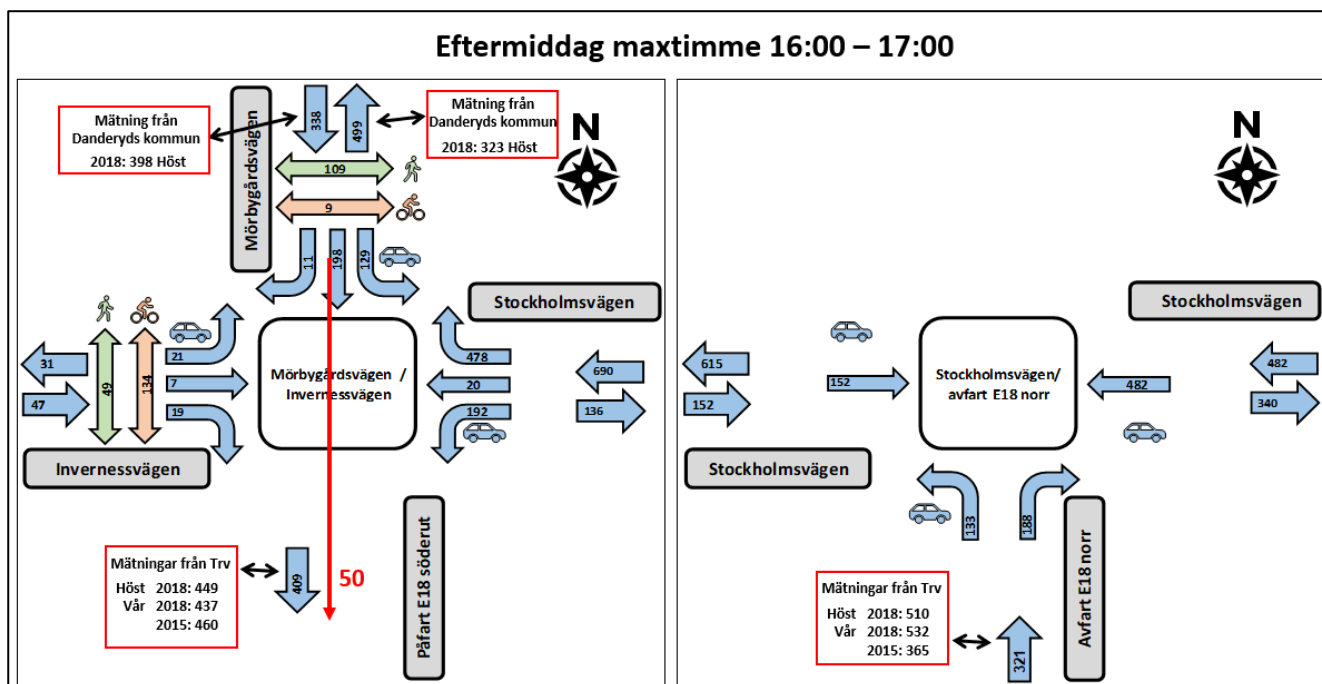 Eftermiddag maxtimme 16:00 – 17:00
Mätning från
Danderyds kommun
2018: 398 Höst
338
499
Mätning från
Danderyds kommun
2018: 323 Höst
N
Mörbygårdsvägen
109
9
11
198
129
Stockholmsvägen
31
47
49
134
21
7
19
Mörbygårdsvägen /
Invernessvägen
478
20
192
690
136
Invernessvägen
Mätningar från Trv
Höst 2018: 449
Vår 2018: 437
2015: 460
409
50
Påfart E18 söderut
N
Stockholmsvägen
615
152
152
Stockholmsvägen/
avfart E18 norr
482
482
340
Stockholmsvägen
133
188
Mätningar från Trv
Höst 2018: 510
Vår 2018: 532
2015: 365
321
Avfart E18 norr